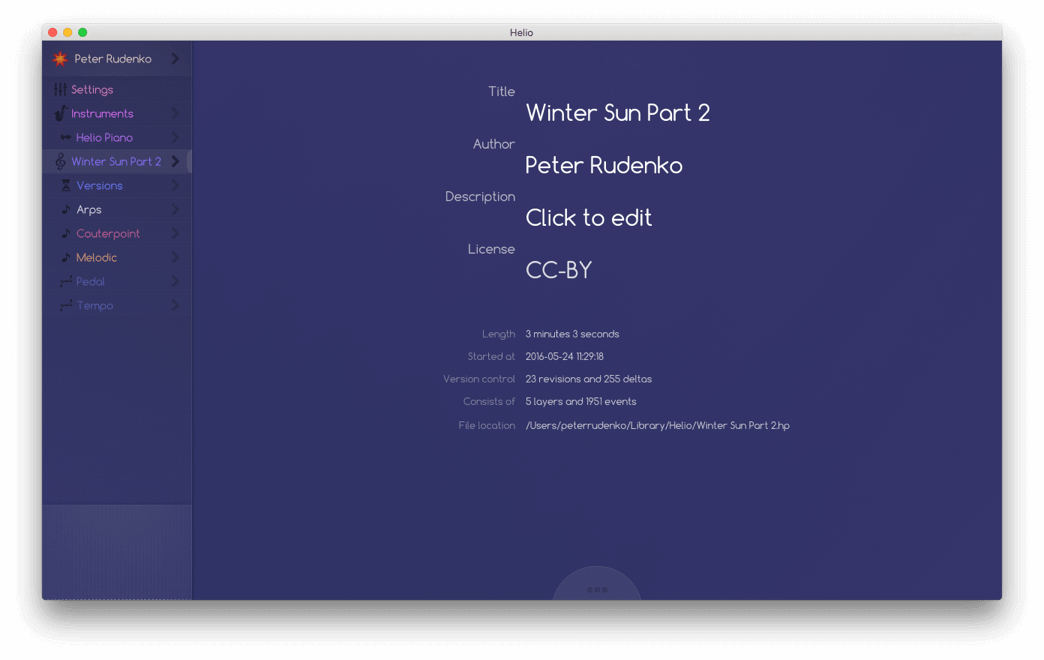 Helio
Peter Rudenko
Settings
Instruments
Helio Piano
Winter Sun Part 2
Versions
Arps
Couterpoint
Melodic
Pedal
Tempo
Title
Winter Sun Part 2
Author
Peter Rudenko
Description
Click to edit
License
CC-BY
Length 3 minutes 3 seconds
Started at 2016-05-24 11:29:18
Version control 23 revisions and 255 deltas
Consists of 5 layers and 1951 events
File location /Users/peterrudenko/Library/Helio/Winter Sun Part 2.hp